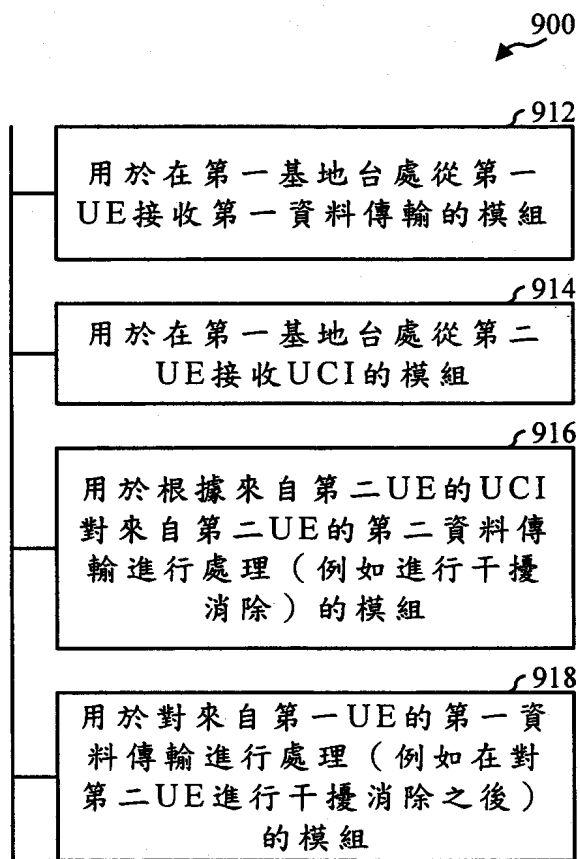 900
912
用於在第一基地台處從第一
UE接收第一資料傳輸的模組
914
用於在第一基地台處從第二
UE接收UCI的模組
916
用於根據來自第二UE的UCI
對來自第二UE的第二資料傳
輸進行處理（例如進行干擾
消除）的模組
918
用於對來自第一UE的第一資
料傳輸進行處理（例如在對
第二UE進行干擾消除之後）
的模組